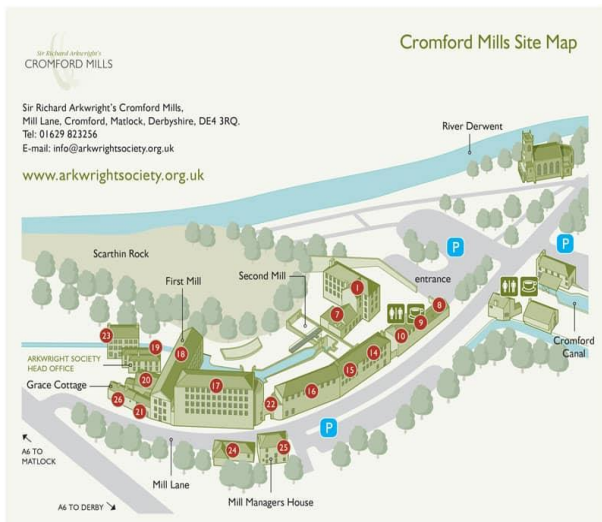 Sir Richard Arkwright's
CROMFORD MILLS
Cromford Mills Site Map
Sir Richard Arkwright's Cromford Mills,
Mill Lane, Cromford, Matlock, Derbyshire, DE4 3RQ.
Tel: 01629 823256
E-mail: info@arkwrightsociety.org.uk
www.arkwrightsociety.org.uk
River Derwent
P
P
Scarthin Rock
First Mill
Second Mill
entrance
1
7
8
9
10
14
15
16
17
18
19
20
21
22
23
24
25
26
Cromford
Canal
ARKWRIGHT SOCIETY
HEAD OFFICE
Grace Cottage
P
A6 TO
MATLOCK
Mill Lane
Mill Managers House
A6 TO DERBY